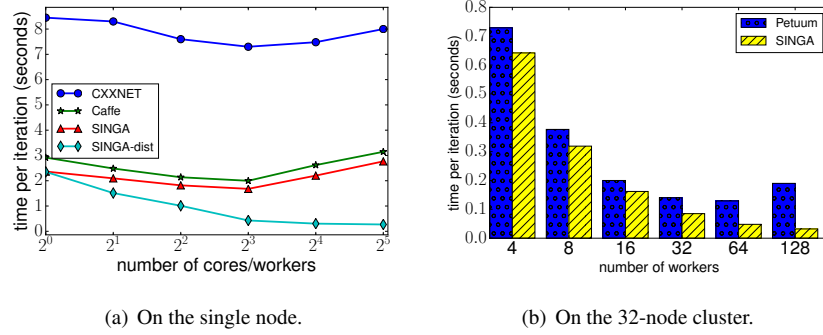 time per iteration (seconds)
8
7
6
5
4
3
2
1
0
CXXNET
Caffe
SINGA
SINGA-dist
2^0 2^1 2^2 2^3 2^4 2^5
number of cores/workers
(a) On the single node.
time per iteration (seconds)
0.8
0.7
0.6
0.5
0.4
0.3
0.2
0.1
0.0
Petuum
SINGA
4 8 16 32 64 128
number of workers
(b) On the 32-node cluster.